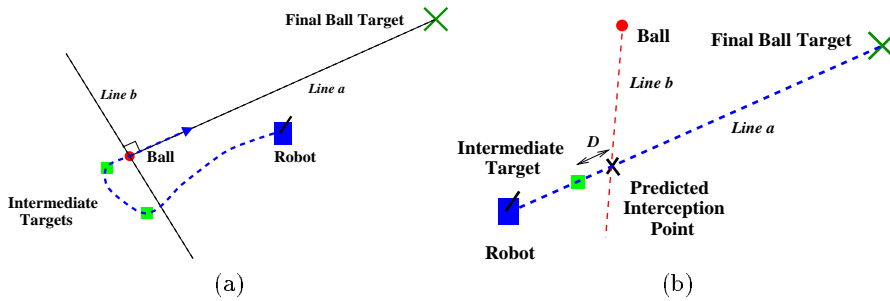 Final Ball Target
Line b
Line a
Ball
Robot
Intermediate
Targets
(a)
Ball
Final Ball Target
Line b
Line a
D
Intermediate
Target
Predicted
Interception
Point
Robot
(b)